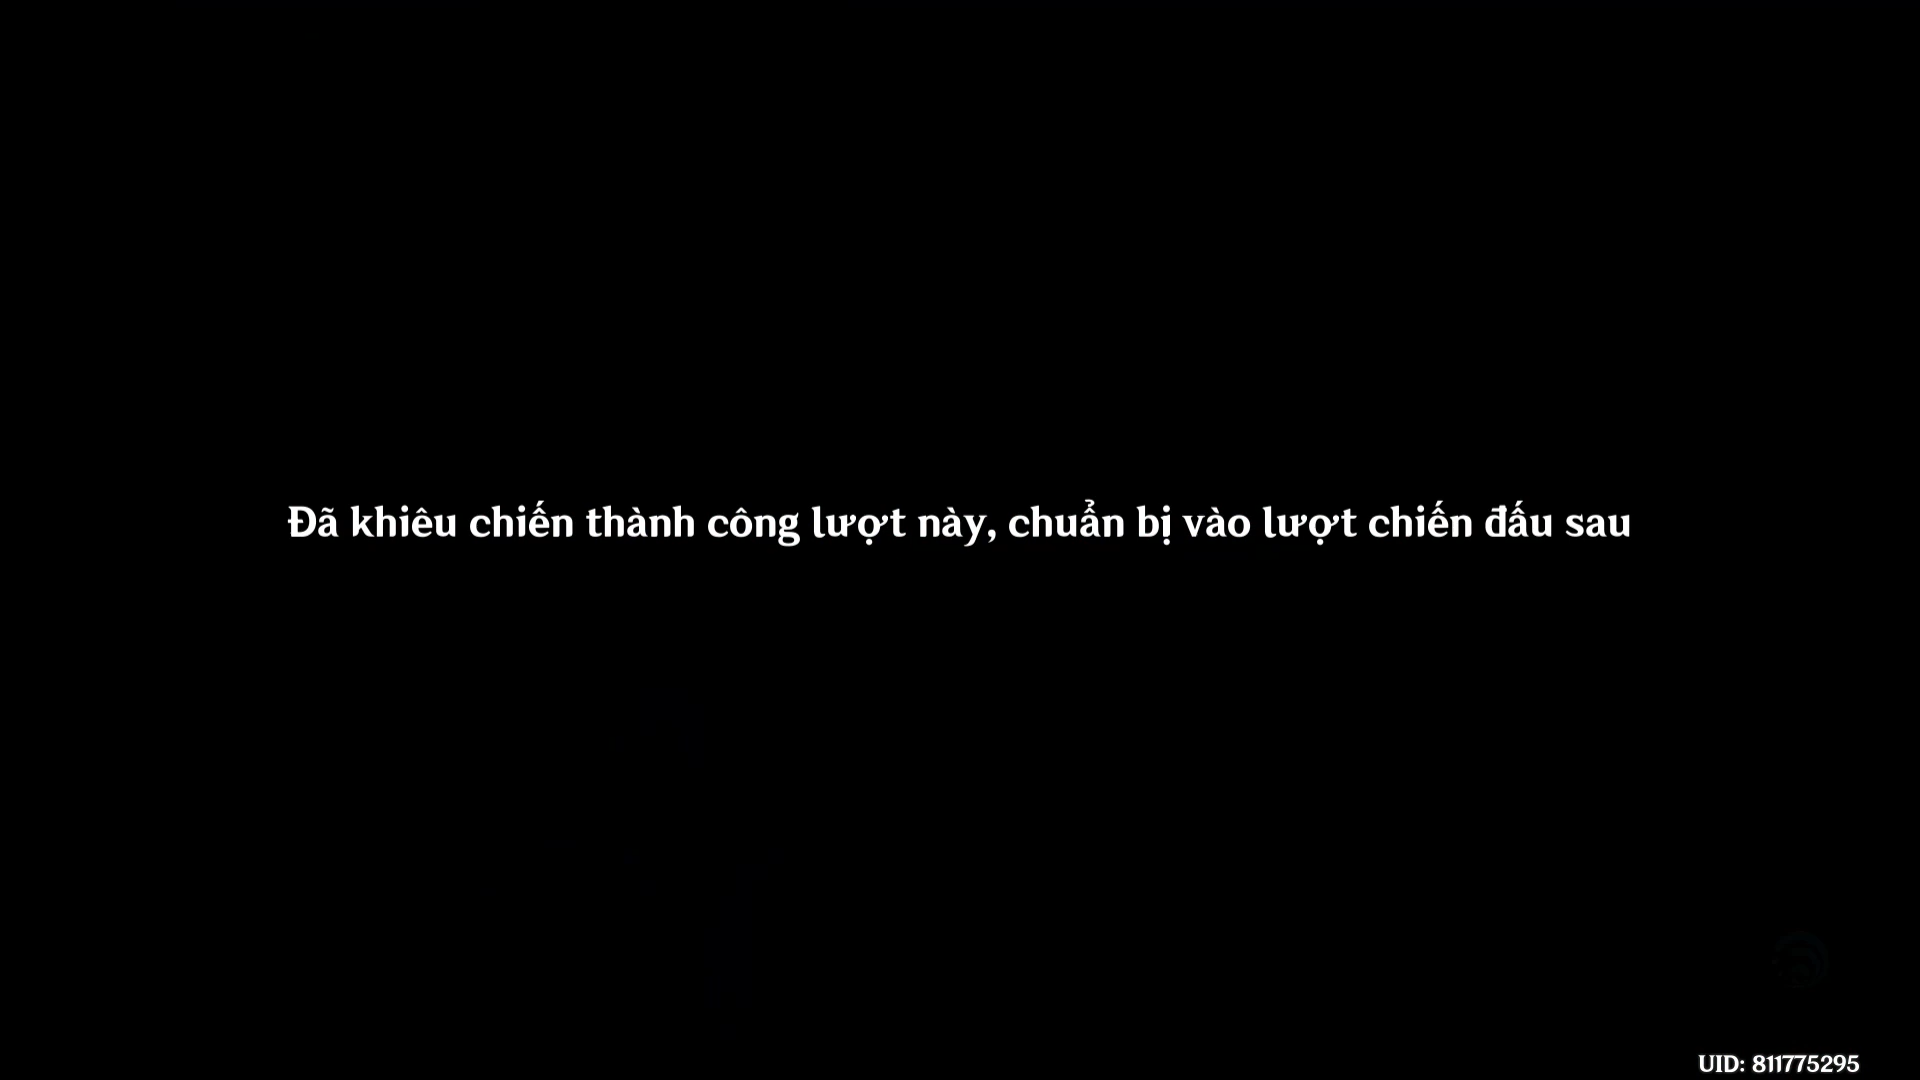 Đã khiêu chiến thành công lượt này, chuẩn bị vào lượt chiến đấu sau
UID: 811775295